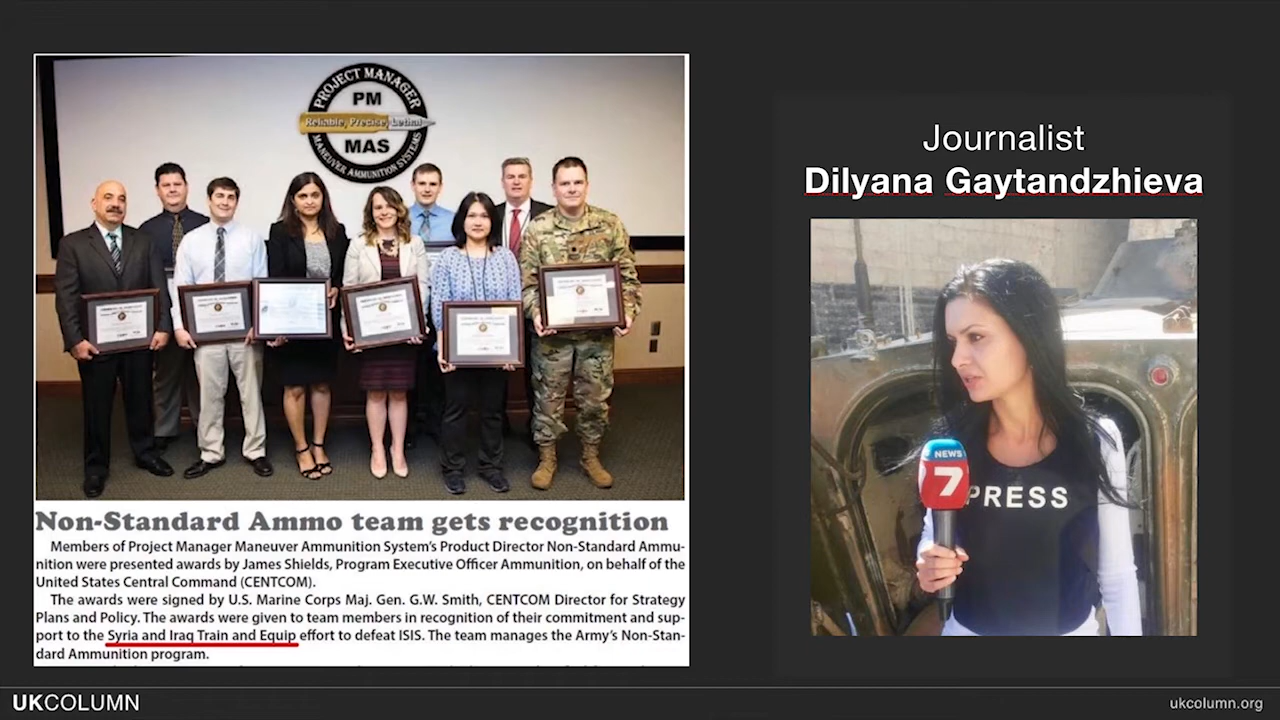 PROJECT MANAGER
PM
Reliable, Precise, Lethal
MAS
MANEUVER AMMUNITION SYSTEMS
Non-Standard Ammo team gets recognition
Members of Project Manager Maneuver Ammunition System's Product Director Non-Standard Ammu-
nition were presented awards by James Shields, Program Executive Officer Ammunition, on behalf of the
United States Central Command (CENTCOM).
The awards were signed by U.S. Marine Corps Maj. Gen. G.W. Smith, CENTCOM Director for Strategy
Plans and Policy. The awards were given to team members in recognition of their commitment and sup-
port to the Syria and Iraq Train and Equip effort to defeat ISIS. The team manages the Army's Non-Stan-
dard Ammunition program.
Journalist
Dilyana Gaytandzhieva
NEWS
7
PRESS
UKCOLUMN
ukcolumn.org